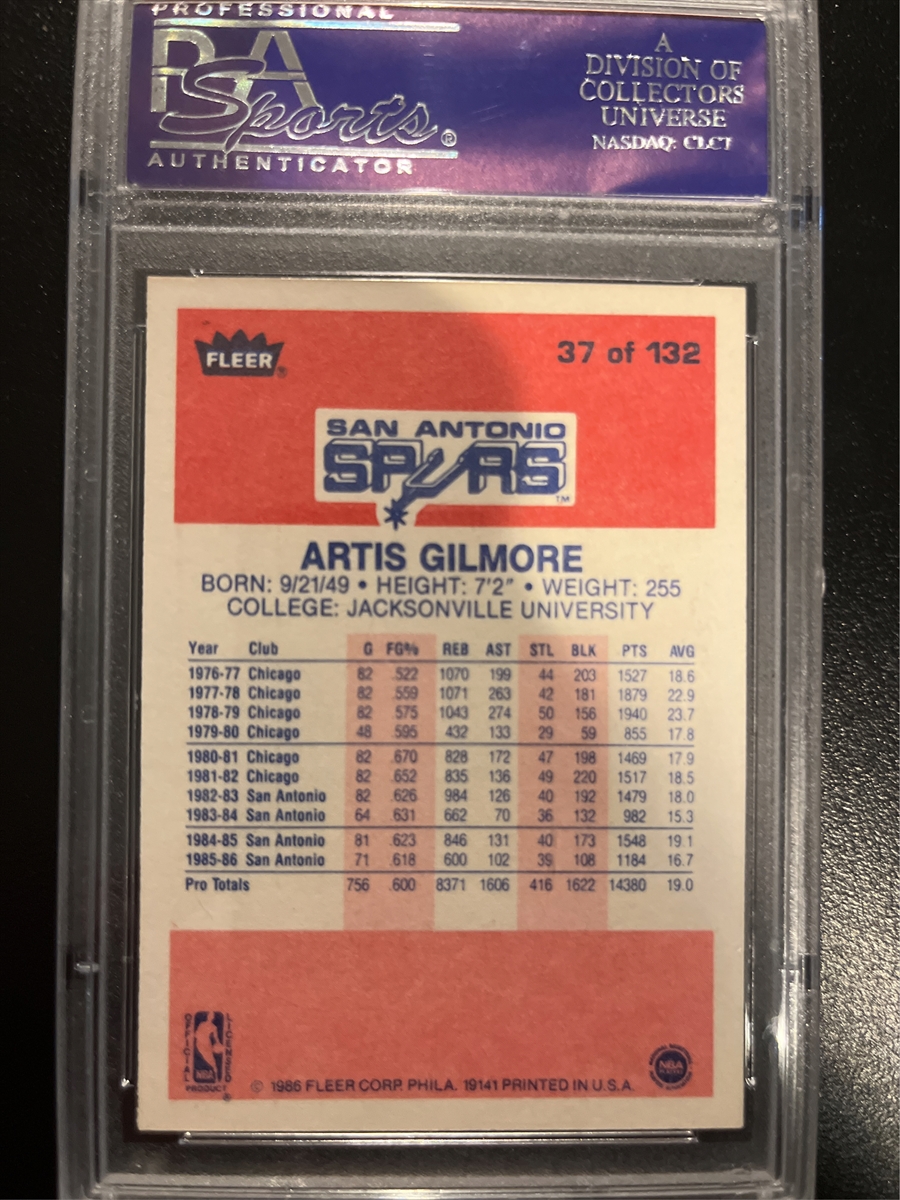 PROFESSIONAL
PSA
Sports ®
AUTHENTICATOR
A
DIVISION OF
COLLECTORS
UNIVERSE
NASDAQ: CLCT
FLEER ®
37 of 132
SAN ANTONIO
SPURS TM
ARTIS GILMORE
BORN: 9/21/49 • HEIGHT: 7'2" • WEIGHT: 255
COLLEGE: JACKSONVILLE UNIVERSITY
Year Club G FG% REB AST STL BLK PTS AVG
1976-77 Chicago 82 .522 1070 199 44 203 1527 18.6
1977-78 Chicago 82 .559 1071 263 42 181 1879 22.9
1978-79 Chicago 82 .575 1043 274 50 156 1940 23.7
1979-80 Chicago 48 .595 432 133 29 59 855 17.8
1980-81 Chicago 82 .670 828 172 47 198 1469 17.9
1981-82 Chicago 82 .652 835 136 49 220 1517 18.5
1982-83 San Antonio 82 .626 984 126 40 192 1479 18.0
1983-84 San Antonio 64 .631 662 70 36 132 982 15.3
1984-85 San Antonio 81 .623 846 131 40 173 1548 19.1
1985-86 San Antonio 71 .618 600 102 39 108 1184 16.7
Pro Totals 756 .600 8371 1606 416 1622 14380 19.0
OFFICIAL LICENSED
NBA
PRODUCT ®
© 1986 FLEER CORP. PHILA. 19141 PRINTED IN U.S.A.
NBA
PLAYERS